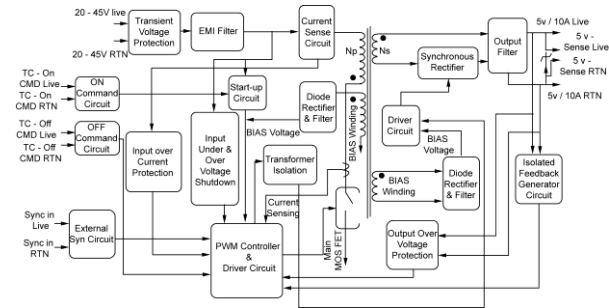 20 - 45V live
20 - 45V RTN
Transient
Voltage
Protection
EMI Filter
Current
Sense
Circuit
Np
Ns
Synchronous
Rectifier
Output
Filter
5v / 10A Live
5 v -
Sense Live
5 v -
Sense RTN
5v / 10A RTN
TC - On
CMD Live
TC - On
CMD RTN
ON
Command
Circuit
Start-up
Circuit
Diode
Rectifier
& Filter
BIAS Winding
BIAS Voltage
TC - Off
CMD Live
TC - Off
CMD RTN
OFF
Command
Circuit
Input over
Current
Protection
Input
Under &
Over
Voltage
Shutdown
Transformer
Isolation
Driver
Circuit
BIAS
Voltage
BIAS
Winding
Diode
Rectifier
& Filter
Isolated
Feedback
Generator
Circuit
Current
Sensing
Sync in
Live
Sync in
RTN
External
Syn Circuit
PWM Controller
&
Driver Circuit
Main
MOS FET
Output Over
Voltage
Protection